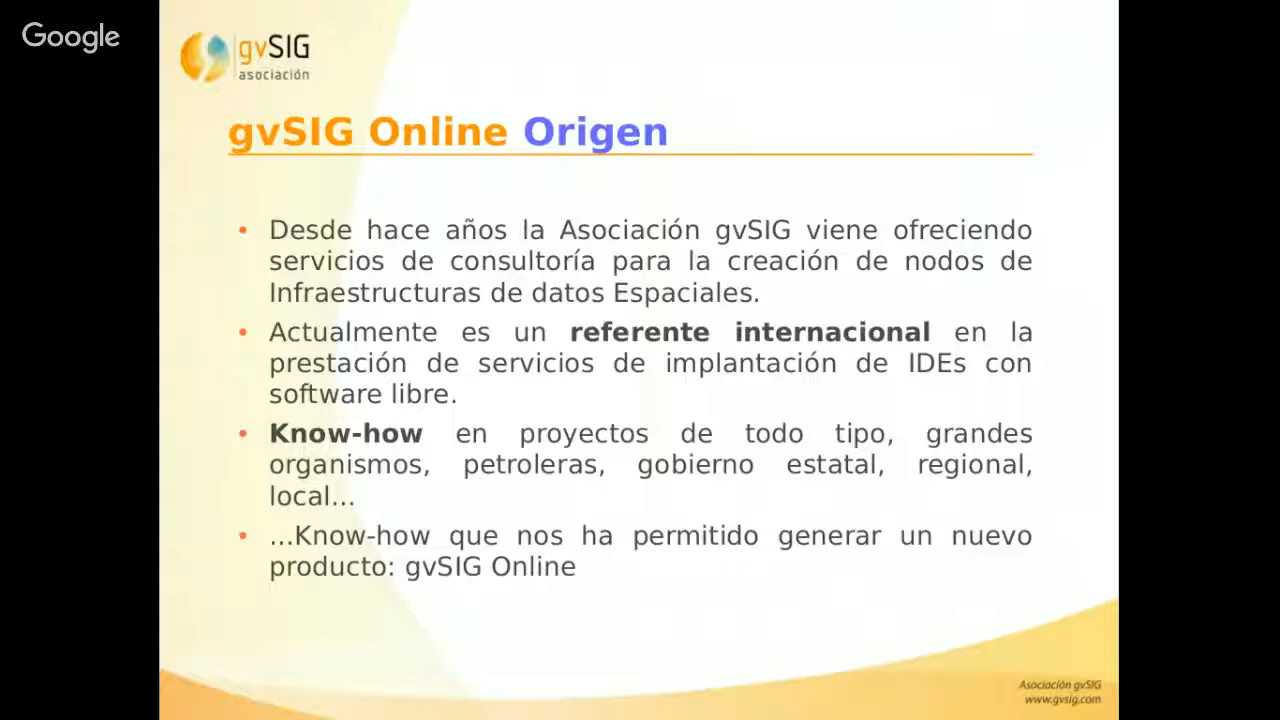 Google
gvSIG
asociación
gvSIG Online Origen
• Desde hace años la Asociación gvSIG viene ofreciendo
servicios de consultoría para la creación de nodos de
Infraestructuras de datos Espaciales.
• Actualmente es un referente internacional en la
prestación de servicios de implantación de IDEs con
software libre.
• Know-how en proyectos de todo tipo, grandes
organismos, petroleras, gobierno estatal, regional,
local...
• ...Know-how que nos ha permitido generar un nuevo
producto: gvSIG Online
Asociación gvSIG
www.gvsig.com